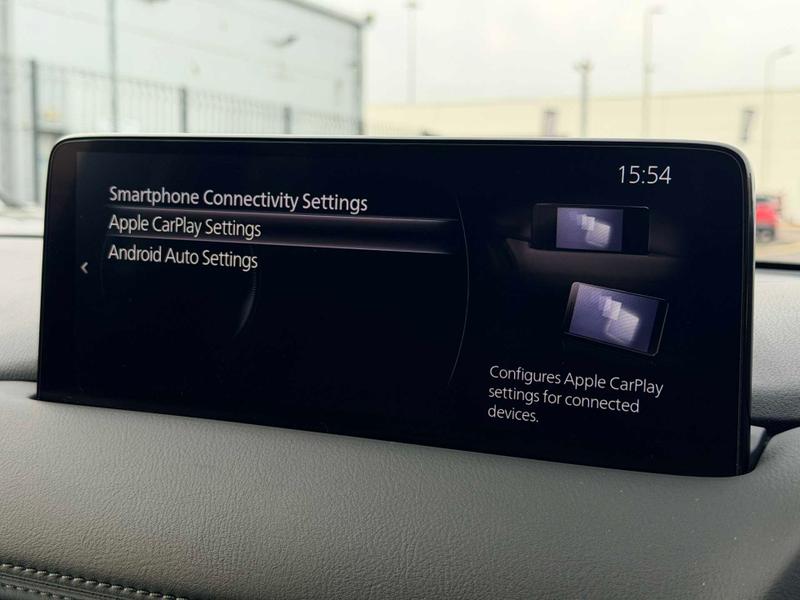 15:54
Smartphone Connectivity Settings
Apple CarPlay Settings
Android Auto Settings
Configures Apple CarPlay
settings for connected
devices.